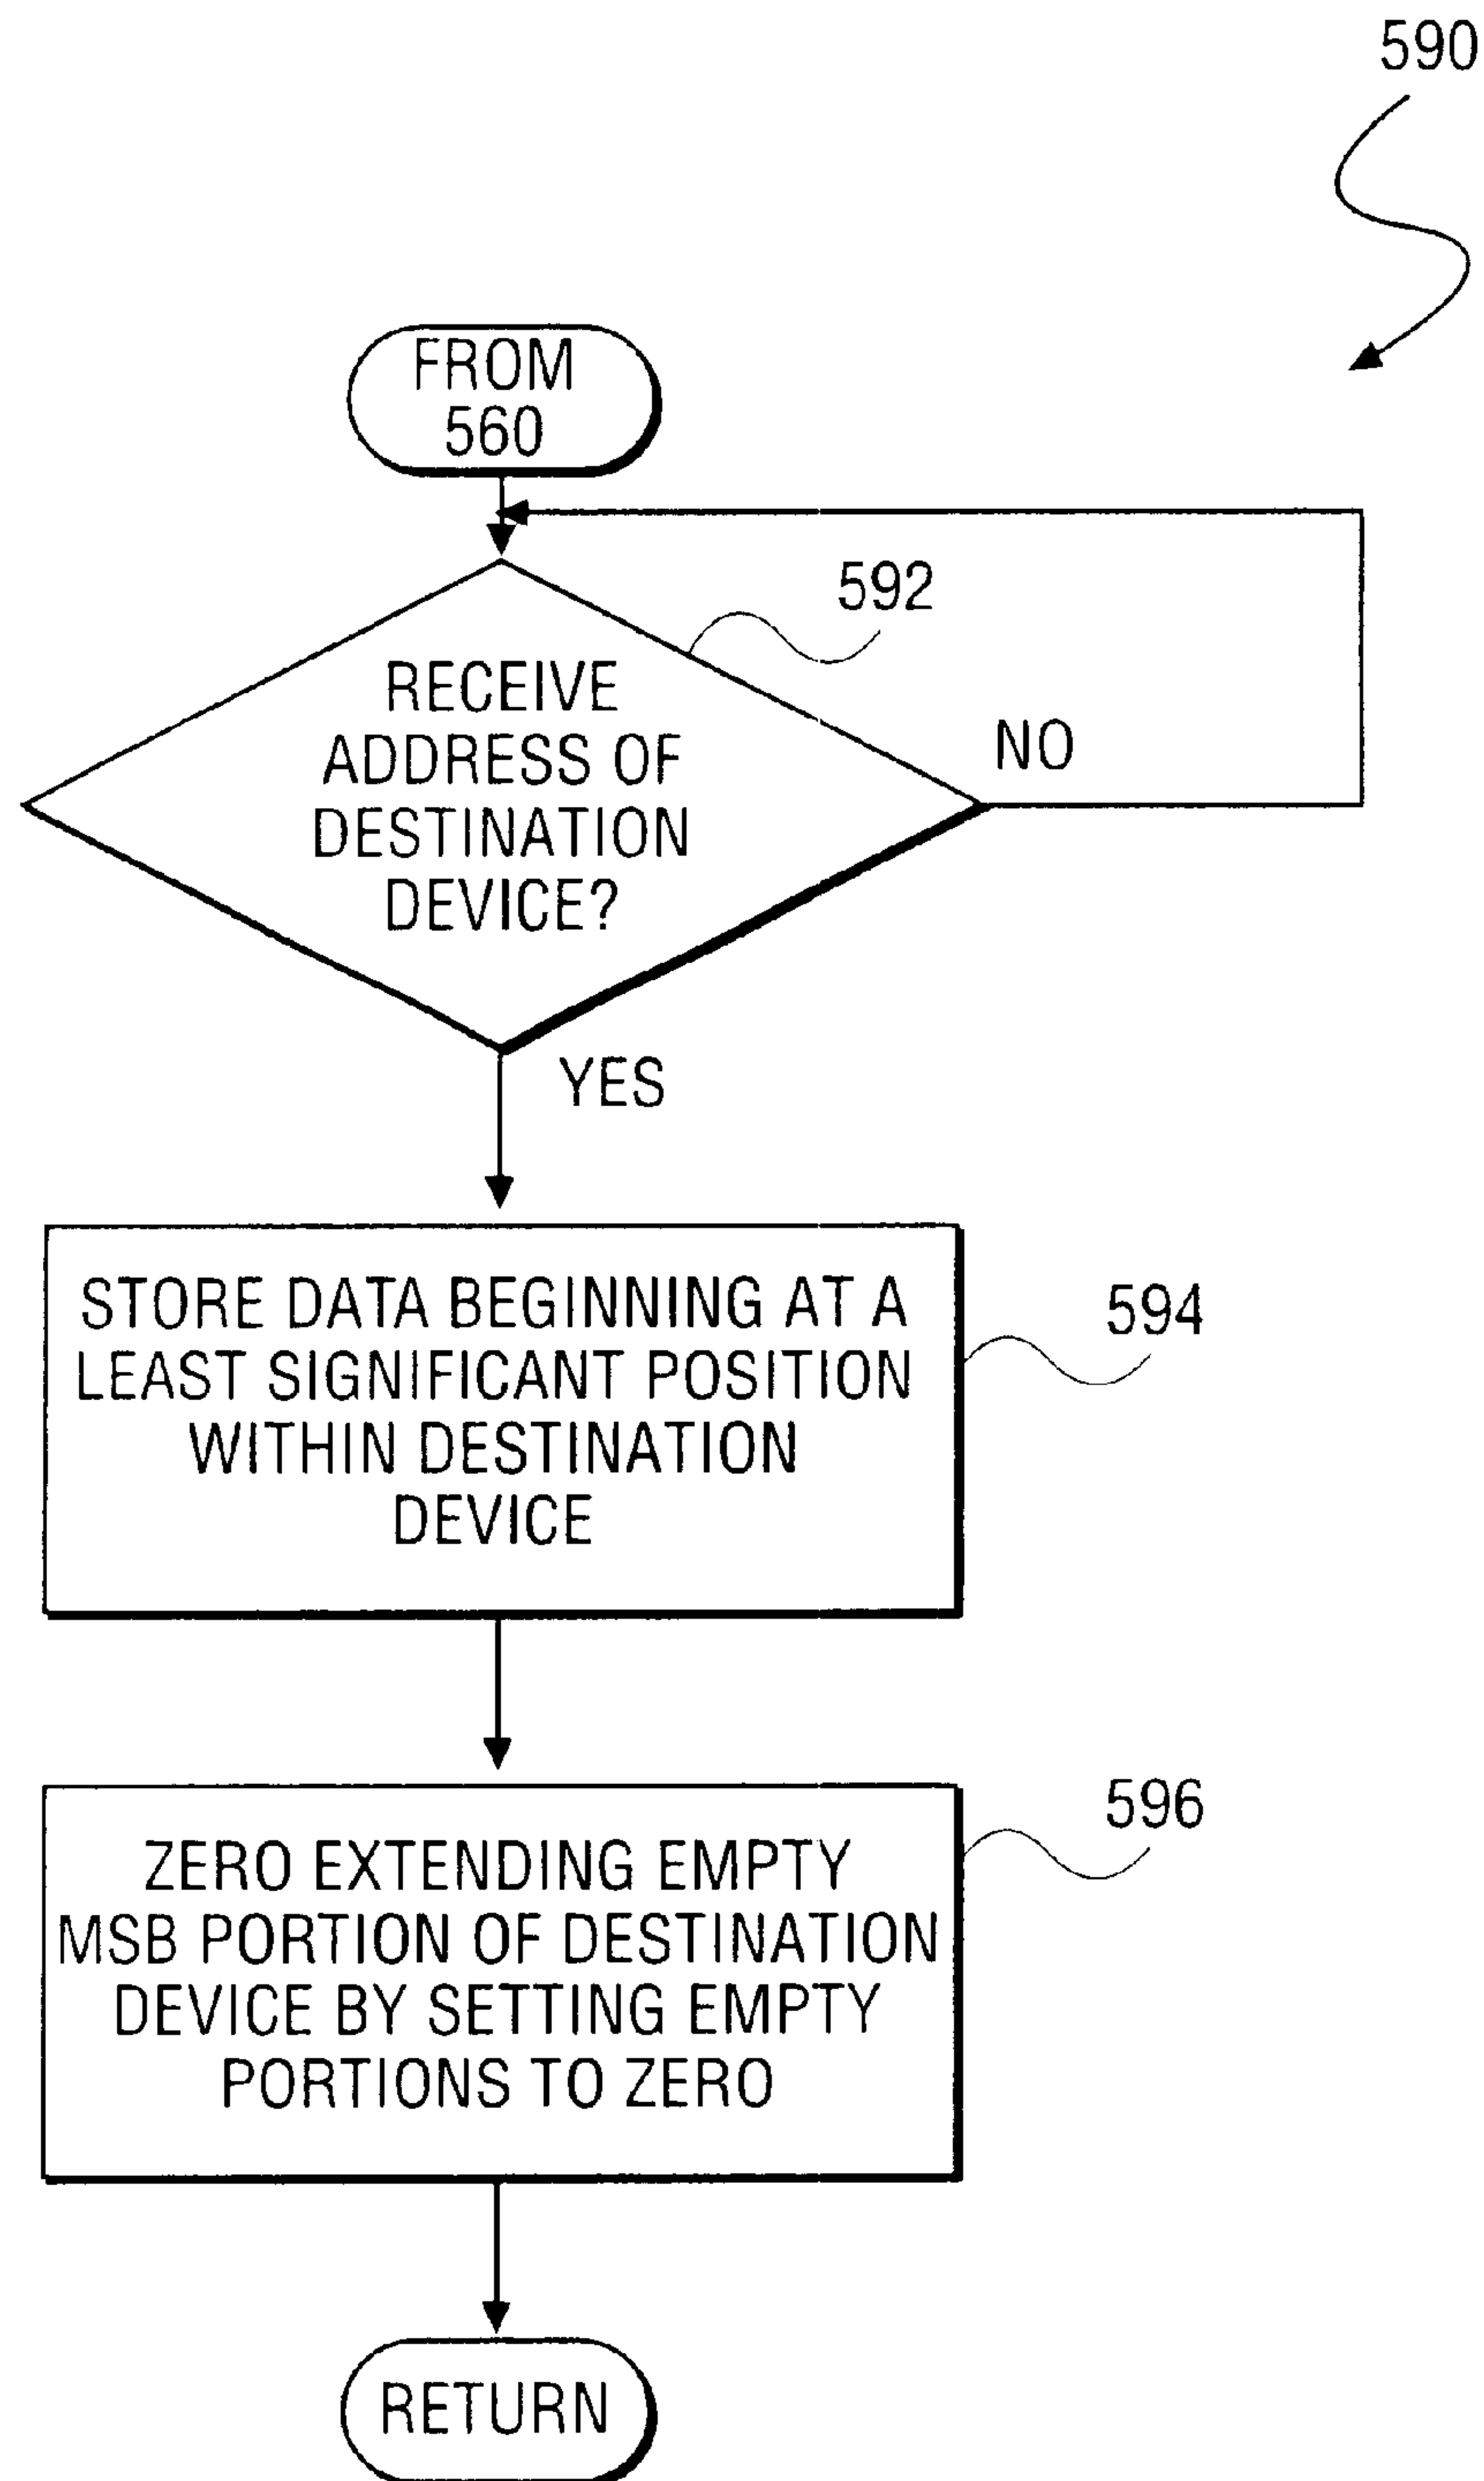 590
FROM
560
592
RECEIVE
ADDRESS OF
DESTINATION
DEVICE?
NO
YES
STORE DATA BEGINNING AT A
LEAST SIGNIFICANT POSITION
WITHIN DESTINATION
DEVICE
594
ZERO EXTENDING EMPTY
MSB PORTION OF DESTINATION
DEVICE BY SETTING EMPTY
PORTIONS TO ZERO
596
RETURN